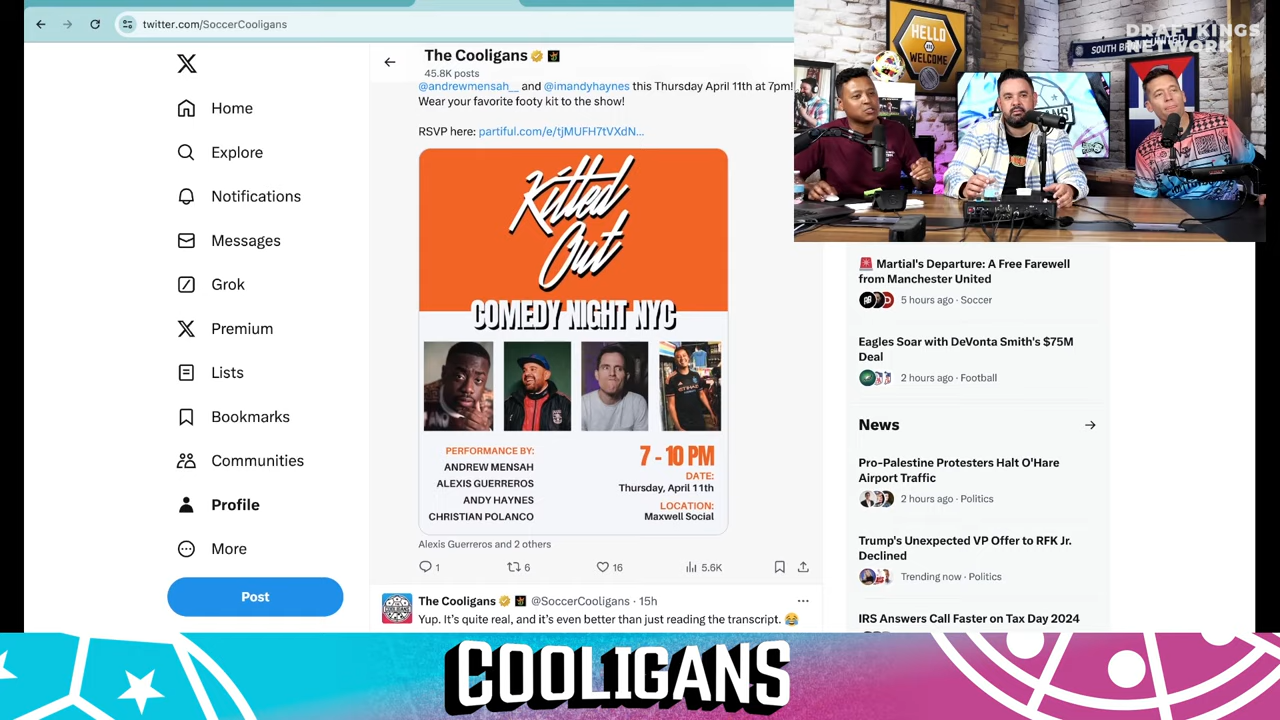 twitter.com/SoccerCooligans
Home
Explore
Notifications
Messages
Grok
Premium
Lists
Bookmarks
Communities
Profile
More
Post
The Cooligans
45.8K posts
@andrewmensah__ and @imandyhaynes this Thursday April 11th at 7pm!
Wear your favorite footy kit to the show!
RSVP here: partiful.com/e/tjMUFH7tVXdN…
Kitted
Out
COMEDY NIGHT NYC
PERFORMANCE BY:
ANDREW MENSAH
ALEXIS GUERREROS
ANDY HAYNES
CHRISTIAN POLANCO
7 - 10 PM
DATE:
Thursday, April 11th
LOCATION:
Maxwell Social
Alexis Guerreros and 2 others
1 6 16 5.6K
The Cooligans @SoccerCooligans · 15h
Yup. It’s quite real, and it’s even better than just reading the transcript. 😂
HELLO
WELCOME
SOUTH BRONX UNITED
DRAFTKINGS
NETWORK
🚨 Martial's Departure: A Free Farewell
from Manchester United
5 hours ago · Soccer
Eagles Soar with DeVonta Smith's $75M
Deal
2 hours ago · Football
News
Pro-Palestine Protesters Halt O'Hare
Airport Traffic
2 hours ago · Politics
Trump's Unexpected VP Offer to RFK Jr.
Declined
Trending now · Politics
IRS Answers Call Faster on Tax Day 2024
COOLIGANS